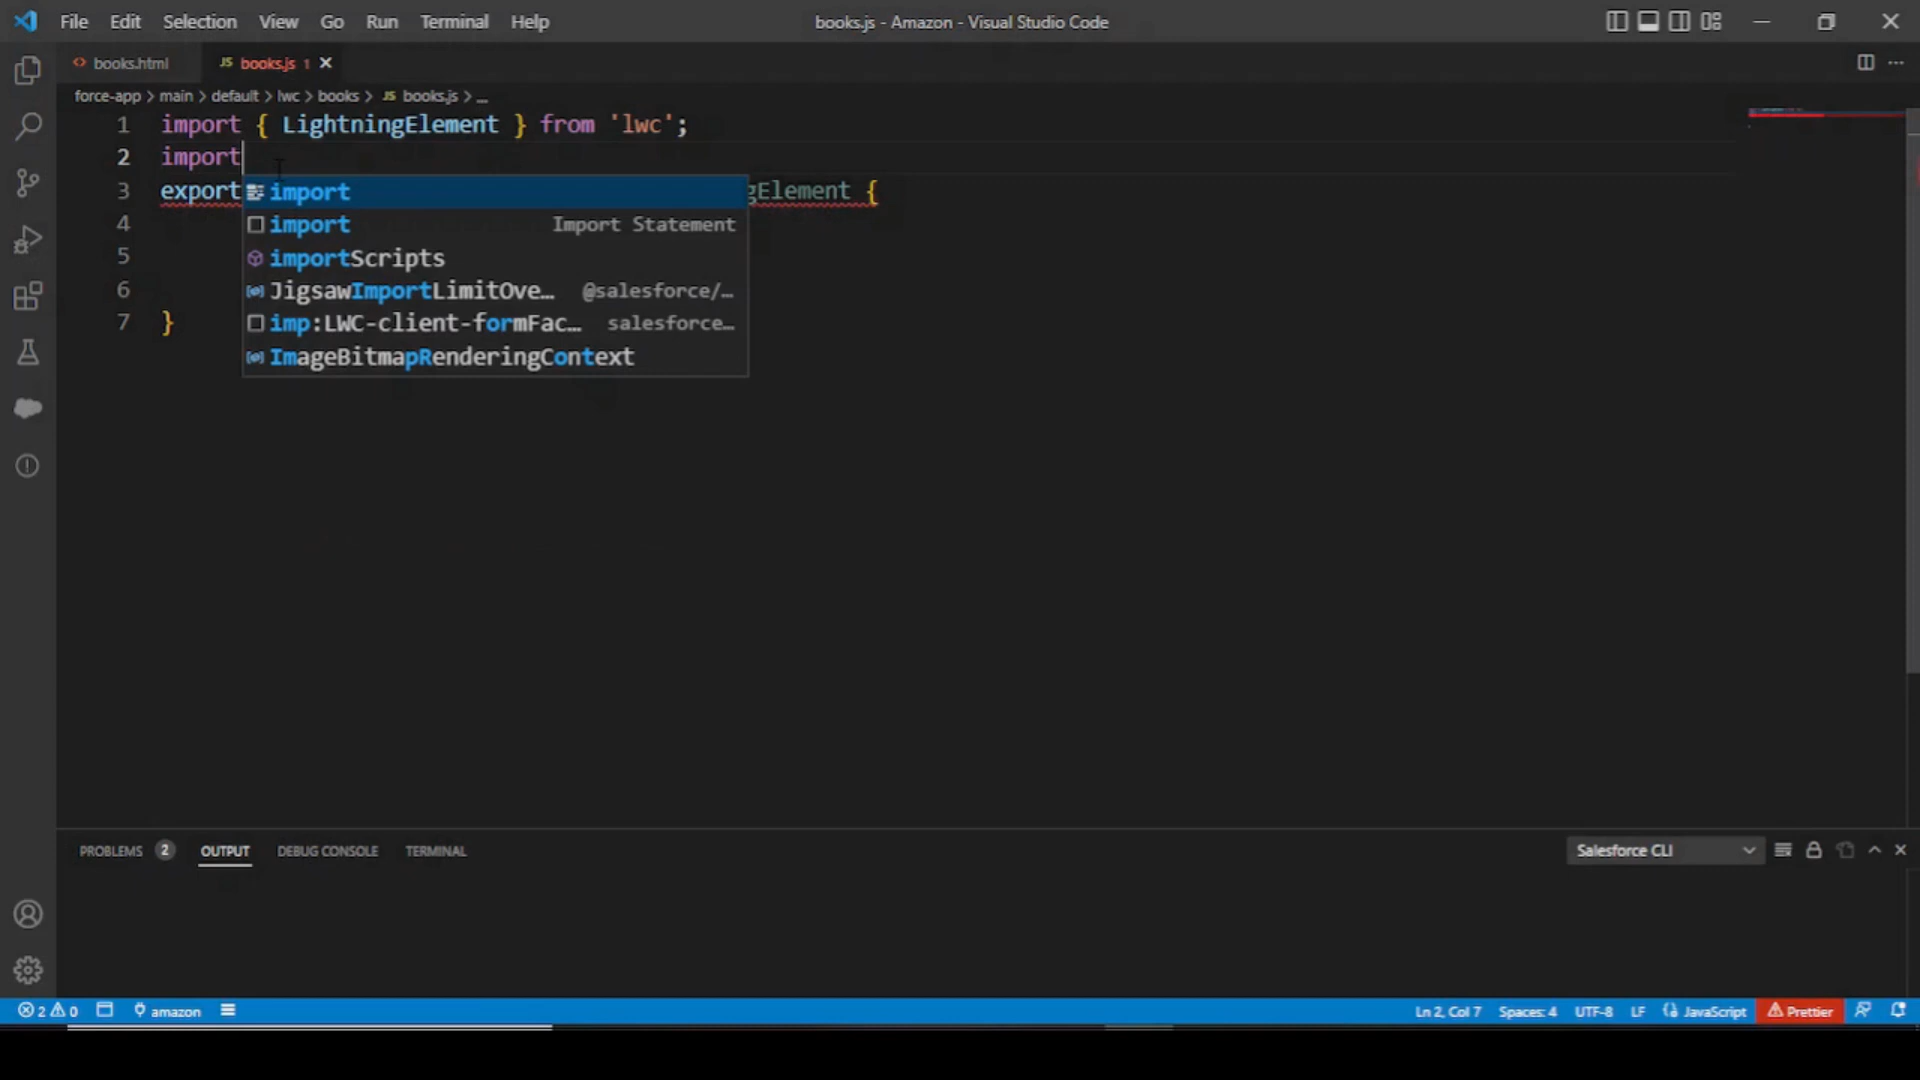 File Edit Selection View Go Run Terminal Help books.js - Amazon - Visual Studio Code
books.html JS books.js 1
force-app > main > default > lwc > books > JS books.js > ...
1 import { LightningElement } from 'lwc';
2 import
3 export gElement {
import
4 import Import Statement
5 importScripts
6 JigsawImportLimitOve... @salesforce/...
7 } imp:LWC-client-formFac... salesforce...
ImageBitmapRenderingContext
PROBLEMS 2 OUTPUT DEBUG CONSOLE TERMINAL Salesforce CLI
2 0 amazon Ln 2, Col 7 Spaces: 4 UTF-8 LF JavaScript Prettier